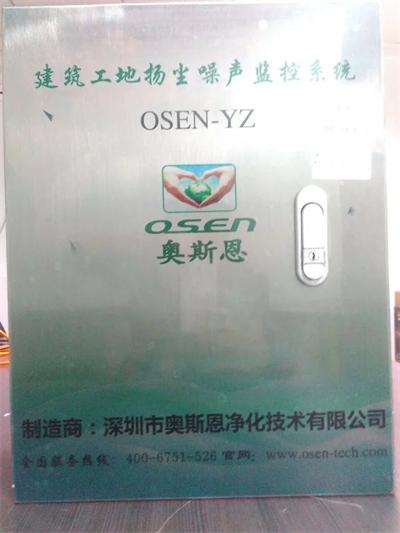 建筑工地扬尘噪声监控系统
OSEN-YZ
OSEN
奥斯恩
制造商：深圳市奥斯恩净化技术有限公司
全国服务热线：400-6751-526 官网：www.osen-tech.com